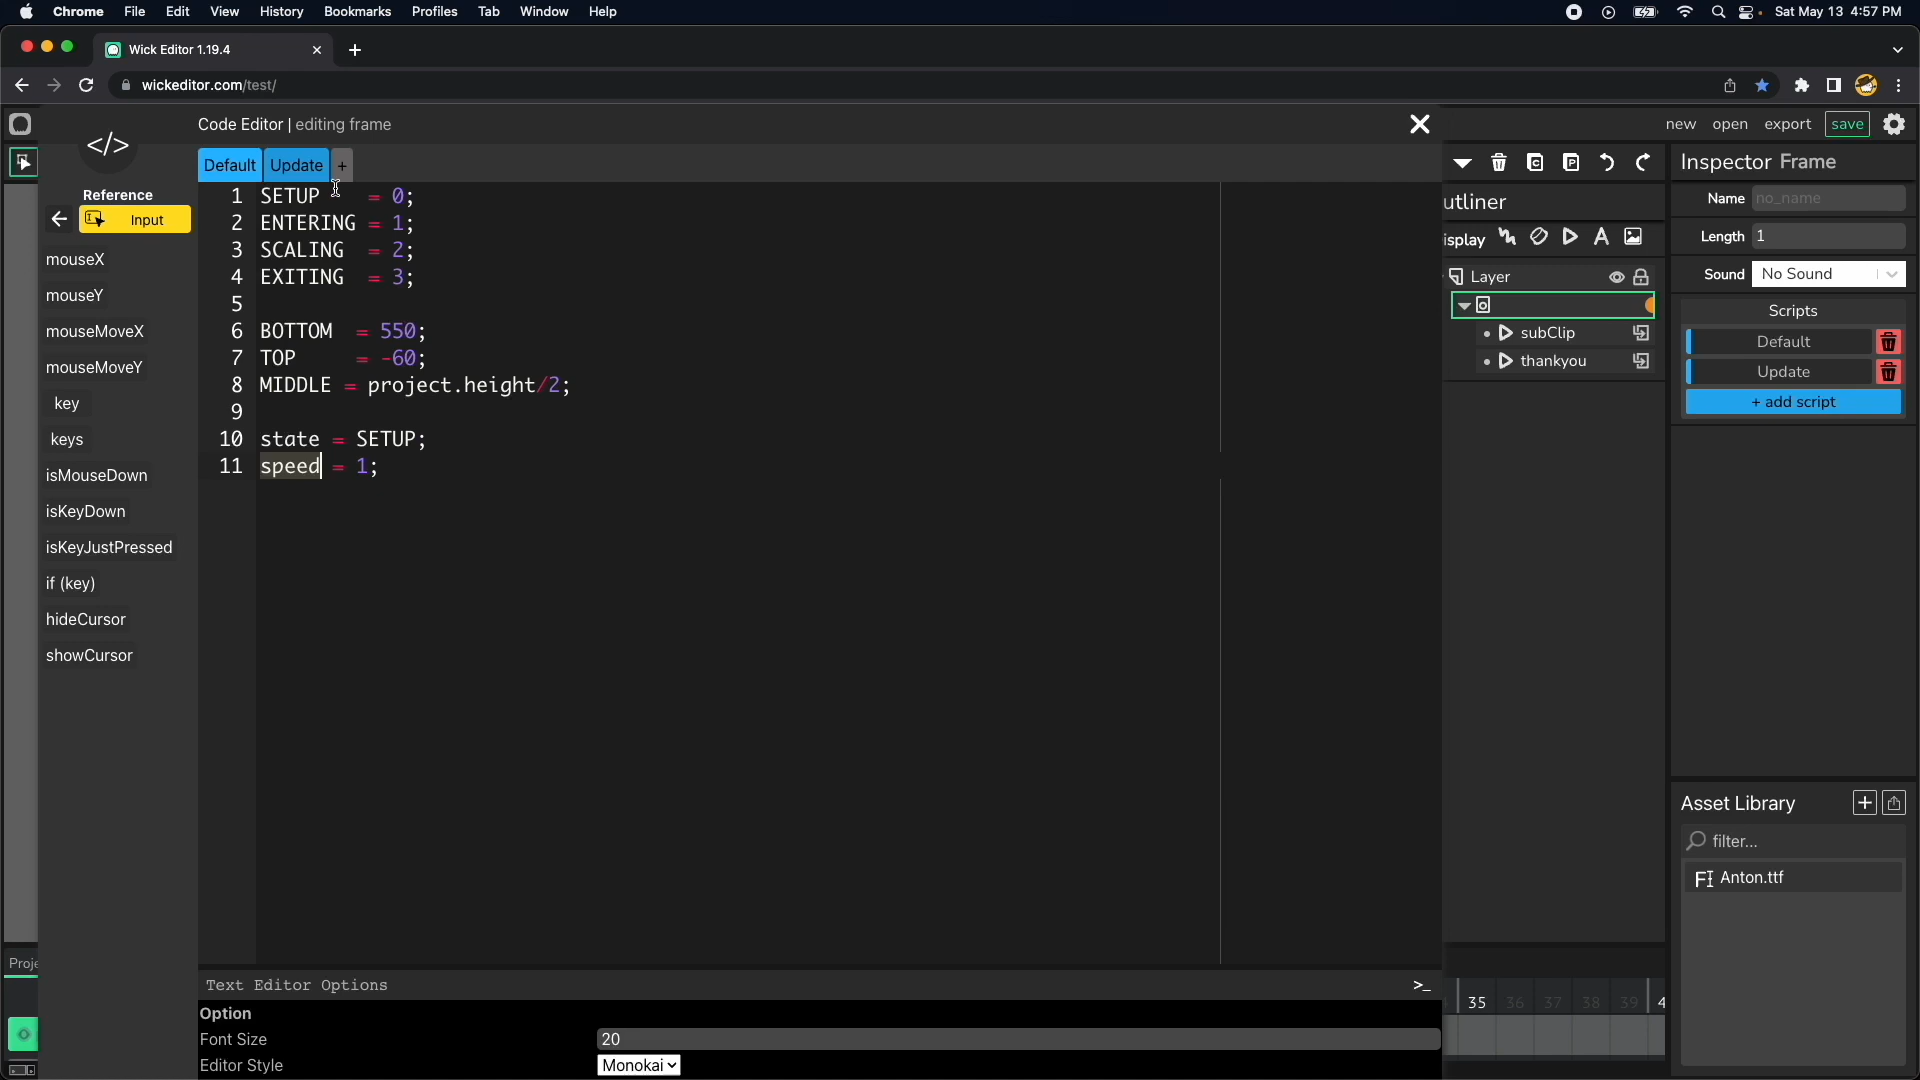 Chrome File Edit View History Bookmarks Profiles Tab Window Help Sat May 13 4:57 PM
Wick Editor 1.19.4
wickeditor.com/test/
Code Editor | editing frame
new open export save
Default Update +
Inspector Frame
Reference
Input
mouseX
mouseY
mouseMoveX
mouseMoveY
key
keys
isMouseDown
isKeyDown
isKeyJustPressed
if (key)
hideCursor
showCursor
1 SETUP = 0;
2 ENTERING = 1;
3 SCALING = 2;
4 EXITING = 3;
5
6 BOTTOM = 550;
7 TOP = -60;
8 MIDDLE = project.height/2;
9
10 state = SETUP;
11 speed = 1;
utliner
isplay
Layer
subClip
thankyou
Name no_name
Length 1
Sound No Sound
Scripts
Default
Update
+ add script
Asset Library
filter...
Anton.ttf
Proje
35 36 37 38 39 4
Text Editor Options >_
Option
Font Size 20
Editor Style Monokai